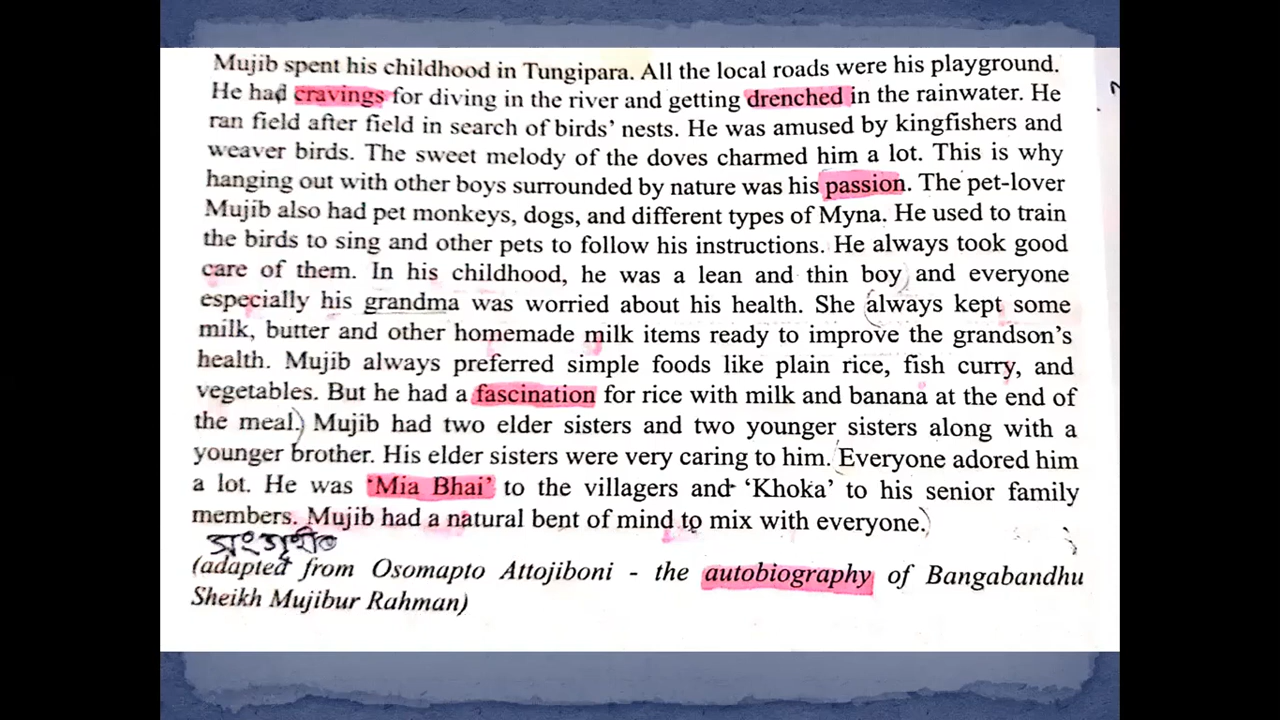 Mujib spent his childhood in Tungipara. All the local roads were his playground.
He had cravings for diving in the river and getting drenched in the rainwater. He
ran field after field in search of birds' nests. He was amused by kingfishers and
weaver birds. The sweet melody of the doves charmed him a lot. This is why
hanging out with other boys surrounded by nature was his passion. The pet-lover
Mujib also had pet monkeys, dogs, and different types of Myna. He used to train
the birds to sing and other pets to follow his instructions. He always took good
care of them. In his childhood, he was a lean and thin boy and everyone
especially his grandma was worried about his health. She always kept some
milk, butter and other homemade milk items ready to improve the grandson's
health. Mujib always preferred simple foods like plain rice, fish curry, and
vegetables. But he had a fascination for rice with milk and banana at the end of
the meal. Mujib had two elder sisters and two younger sisters along with a
younger brother. His elder sisters were very caring to him. Everyone adored him
a lot. He was 'Mia Bhai' to the villagers and 'Khoka' to his senior family
members. Mujib had a natural bent of mind to mix with everyone.
(adapted from Osomapto Attojiboni - the autobiography of Bangabandhu
Sheikh Mujibur Rahman)